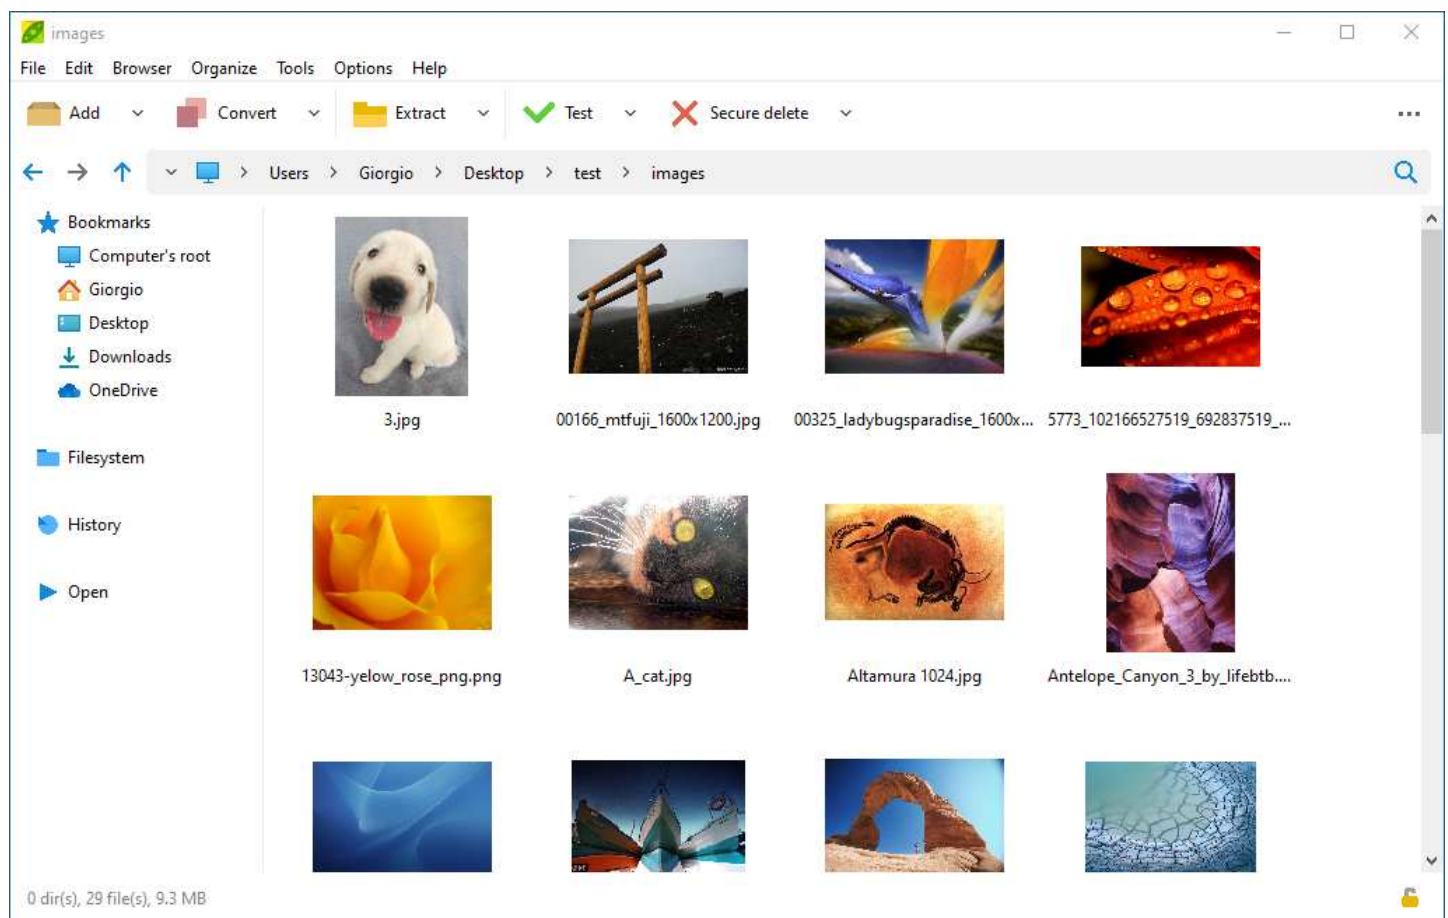 images
File Edit Browser Organize Tools Options Help
Add Convert Extract Test Secure delete
Users > Giorgio > Desktop > test > images
Bookmarks
Computer's root
Giorgio
Desktop
Downloads
OneDrive
Filesystem
History
Open
3.jpg 00166_mtfuji_1600x1200.jpg 00325_ladybugsparadise_1600x... 5773_102166527519_692837519_...
13043-yelow_rose_png.png A_cat.jpg Altamura 1024.jpg Antelope_Canyon_3_by_lifebtb....
0 dir(s), 29 file(s), 9.3 MB